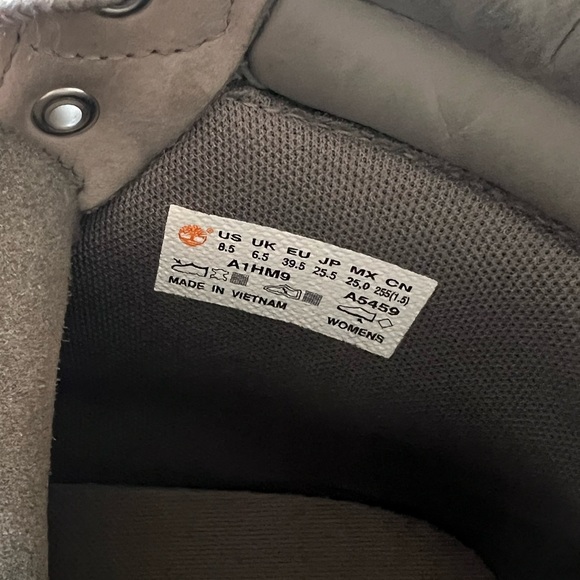 US UK EU JP MX CN
8.5 6.5 39.5 25.5 25.0 255(1.5)
A1HM9 A5459
MADE IN VIETNAM WOMENS